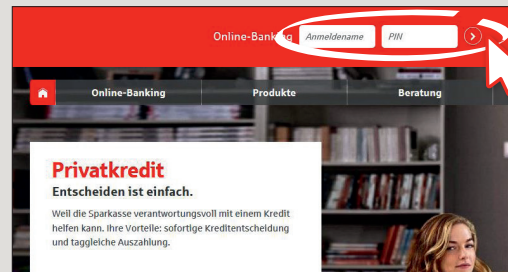 Online-Banking Anmeldename PIN
Online-Banking Produkte Beratung
Privatkredit
Entscheiden ist einfach.
Weil die Sparkasse verantwortungsvoll mit einem Kredit
helfen kann. Ihre Vorteile: sofortige Kreditentscheidung
und taggleiche Auszahlung.